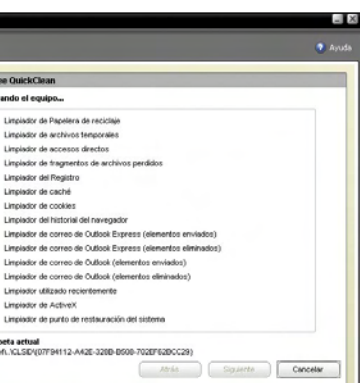 Ayuda
ee QuickClean
ando el equipo...
Limpiador de Papelera de reciclaje
Limpiador de archivos temporales
Limpiador de accesos directos
Limpiador de fragmentos de archivos perdidos
Limpiador del Registro
Limpiador de caché
Limpiador de cookies
Limpiador del historial del navegador
Limpiador de correo de Outlook Express (elementos enviados)
Limpiador de correo de Outlook Express (elementos eliminados)
Limpiador de correo de Outlook (elementos enviados)
Limpiador de correo de Outlook (elementos eliminados)
Limpiador utilizado recientemente
Limpiador de ActiveX
Limpiador de punto de restauración del sistema
peta actual
Atrás Siguiente Cancelar